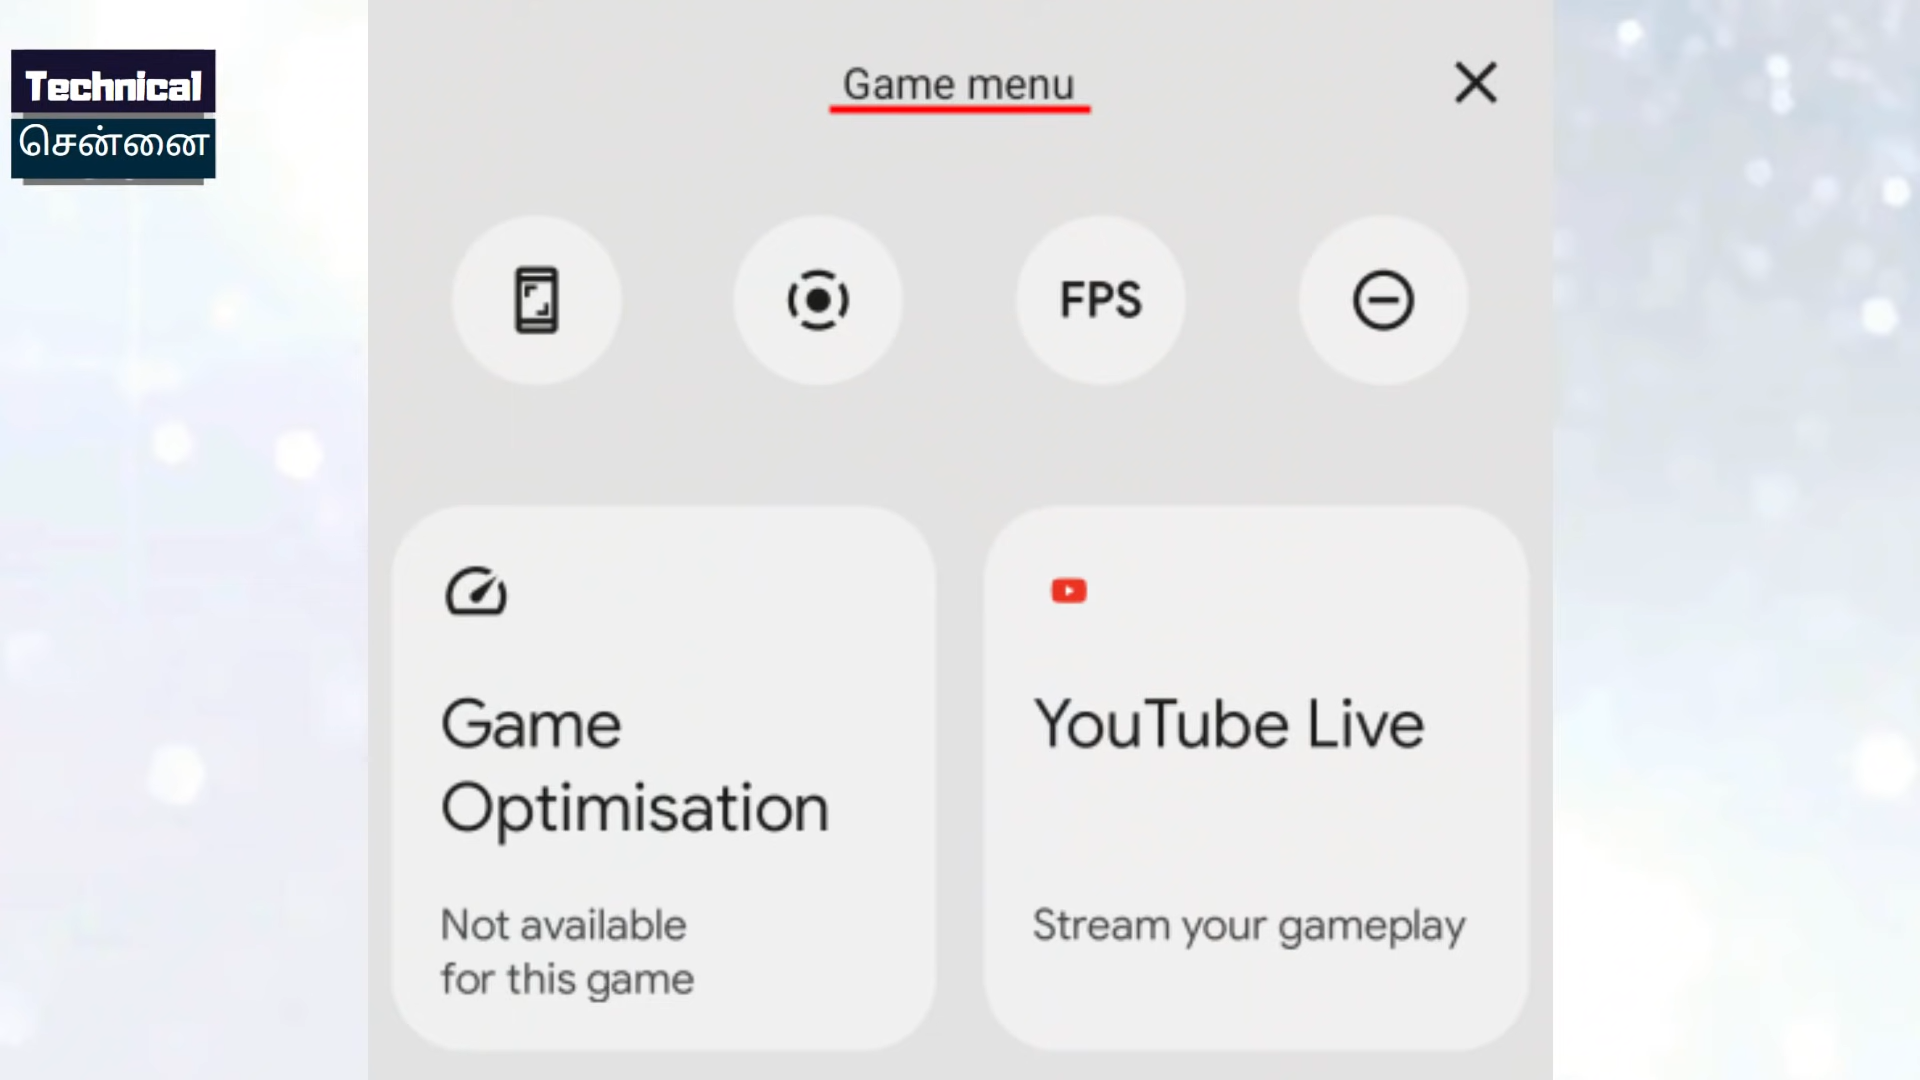 Technical
சென்னை
Game menu
FPS
Game
Optimisation
Not available
for this game
YouTube Live
Stream your gameplay